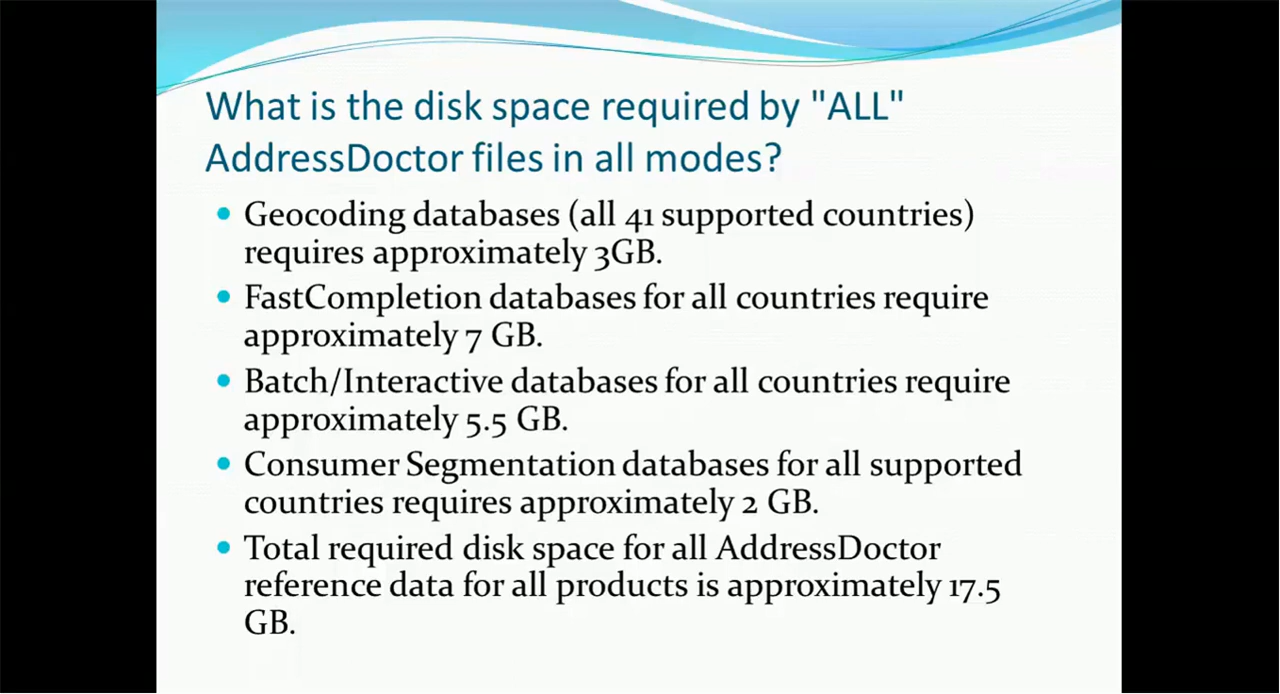 What is the disk space required by "ALL"
AddressDoctor files in all modes?
• Geocoding databases (all 41 supported countries)
requires approximately 3GB.
• FastCompletion databases for all countries require
approximately 7 GB.
• Batch/Interactive databases for all countries require
approximately 5.5 GB.
• Consumer Segmentation databases for all supported
countries requires approximately 2 GB.
• Total required disk space for all AddressDoctor
reference data for all products is approximately 17.5
GB.